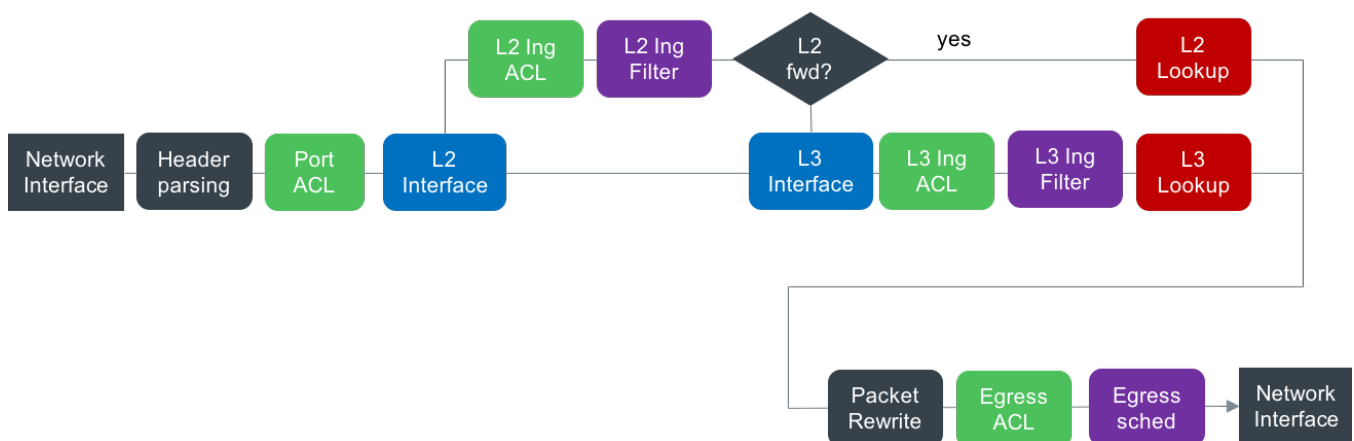 L2 Ing
ACL
L2 Ing
Filter
L2
fwd?
yes
L2
Lookup
Network
Interface
Header
parsing
Port
ACL
L2
Interface
L3
Interface
L3 Ing
ACL
L3 Ing
Filter
L3
Lookup
Packet
Rewrite
Egress
ACL
Egress
sched
Network
Interface